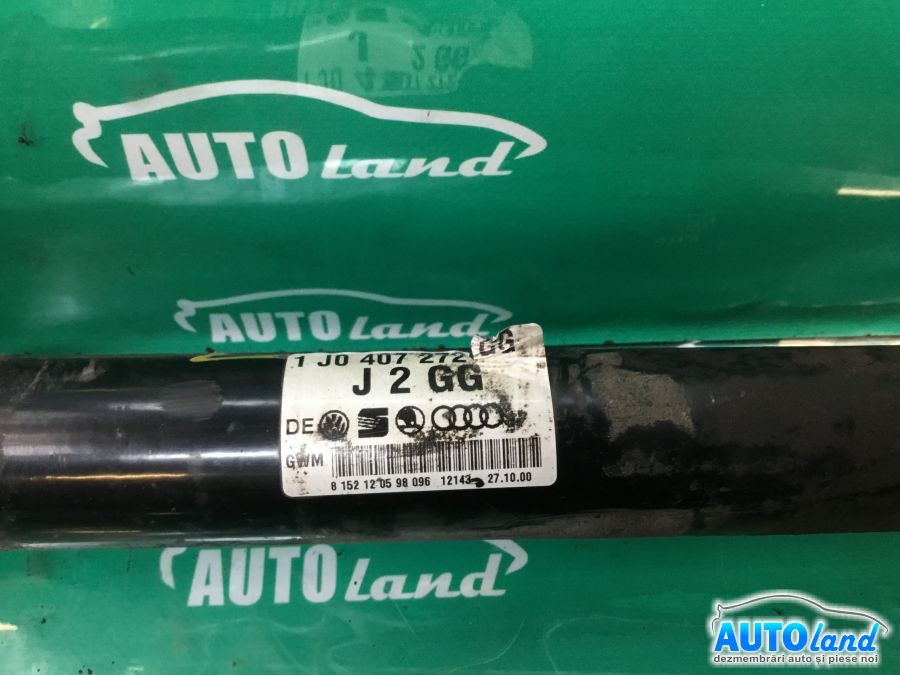 AUTO land
AUTO land
1 J0 407 272 GG
J 2 GG
DE
GWM
8 152 12 05 98 096 12143 27.10.00
AUTO land
AUTOland
dezmembrări auto și piese noi